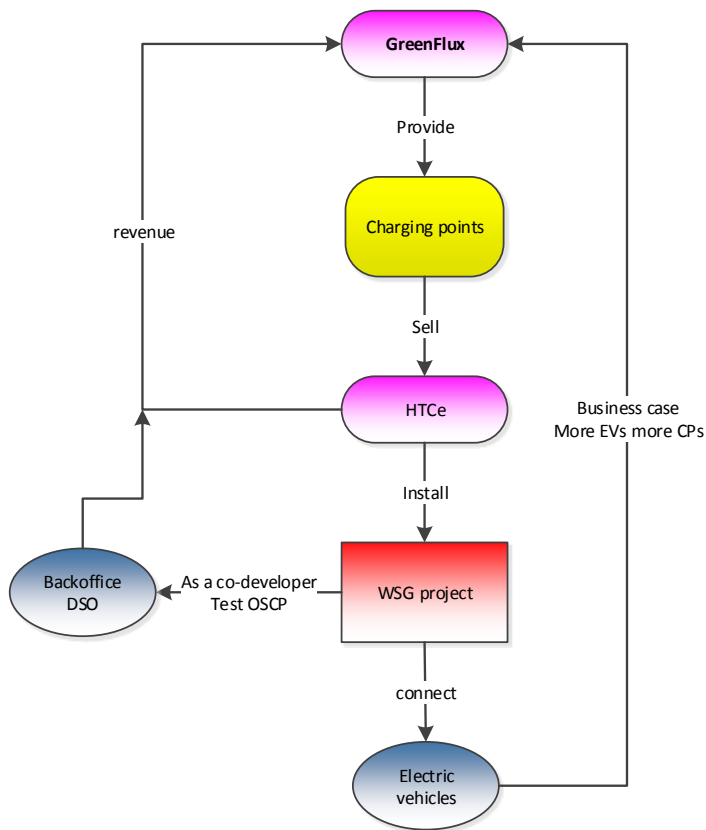 GreenFlux
Provide
Charging points
revenue
Sell
HTCe
Business case
More EVs more CPs
Install
Backoffice
DSO
As a co-developer
Test OSCP
WSG project
connect
Electric
vehicles